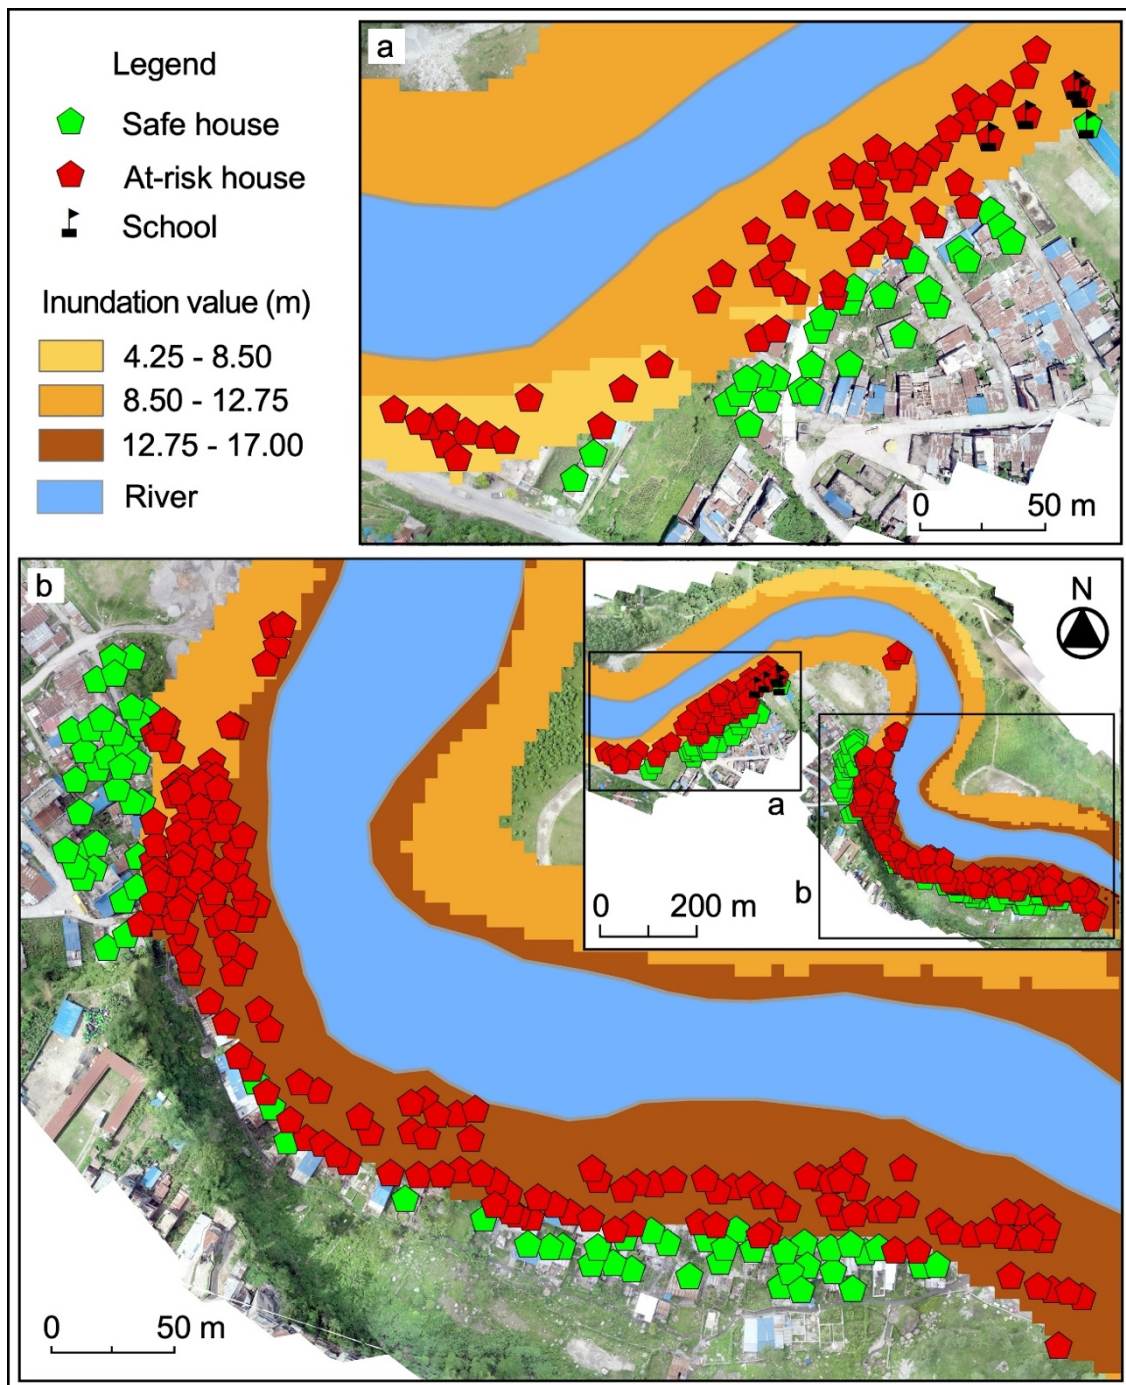 Legend
Safe house
At-risk house
School
Inundation value (m)
4.25 - 8.50
8.50 - 12.75
12.75 - 17.00
River
a
0 50 m
b
N
a
b
0 200 m
0 50 m